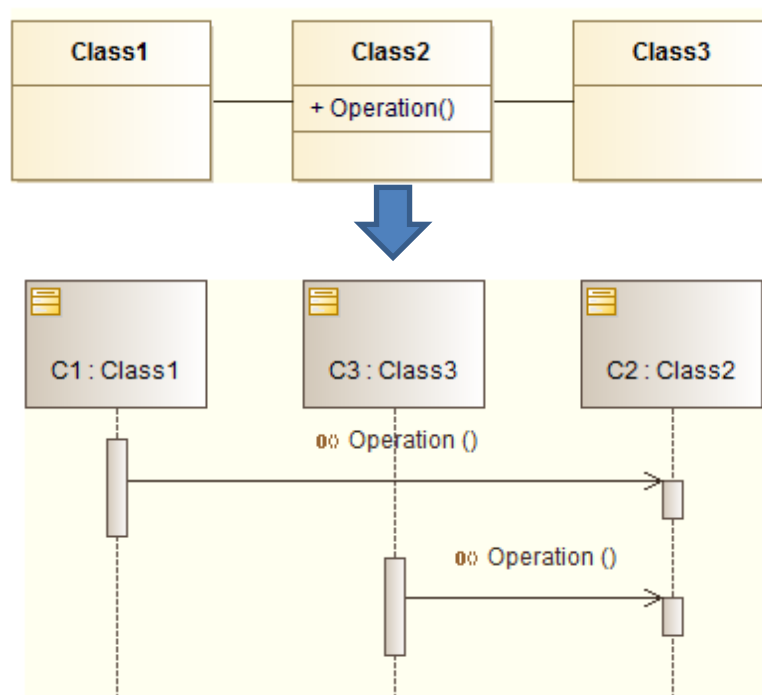 Class1 Class2 Class3
+ Operation()
C1 : Class1 C3 : Class3 C2 : Class2
Operation ()
Operation ()